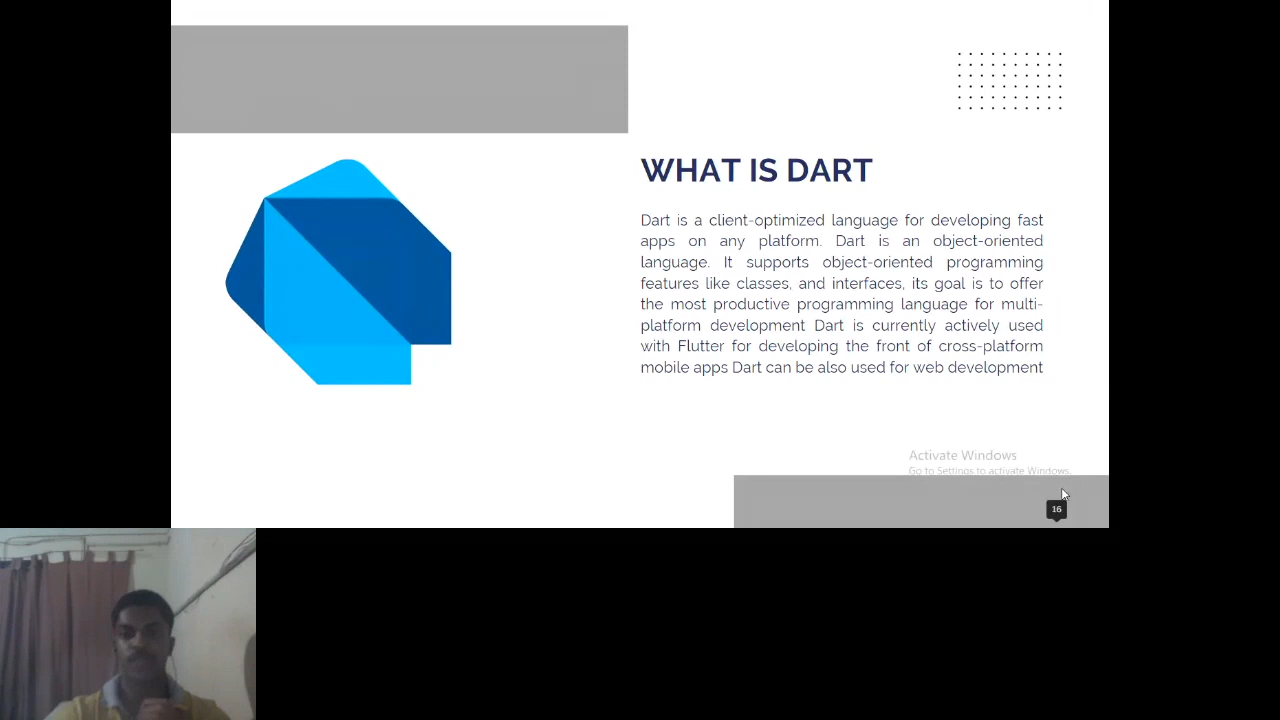 WHAT IS DART
Dart is a client-optimized language for developing fast
apps on any platform. Dart is an object-oriented
language. It supports object-oriented programming
features like classes, and interfaces, its goal is to offer
the most productive programming language for multi-
platform development Dart is currently actively used
with Flutter for developing the front of cross-platform
mobile apps Dart can be also used for web development
Activate Windows
Go to Settings to activate Windows.
16